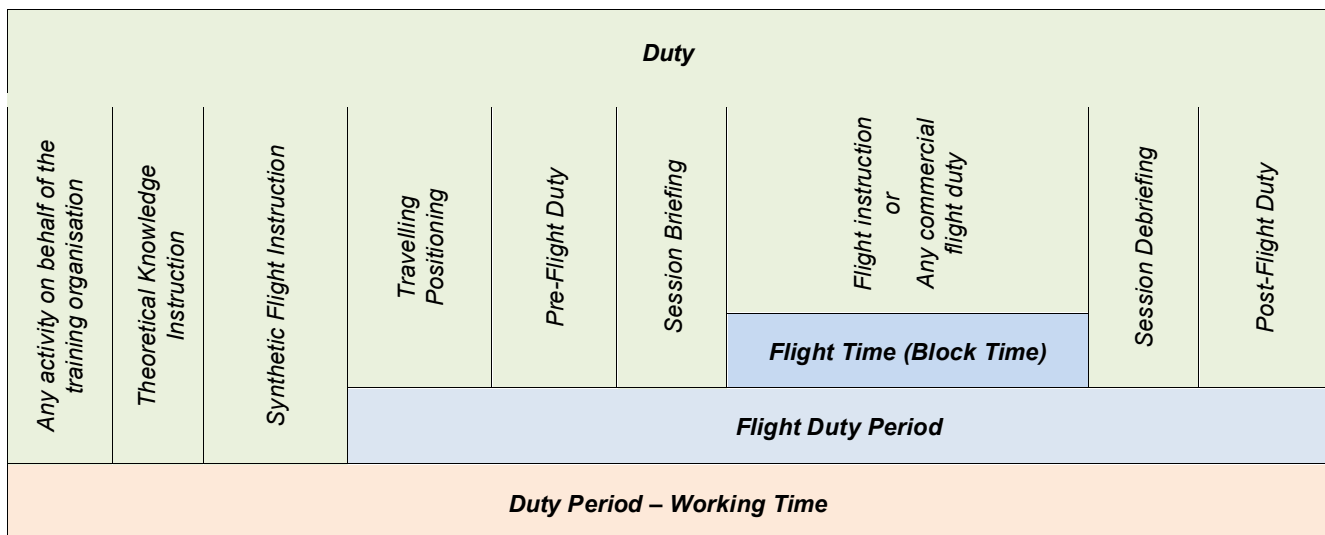 Duty
Any activity on behalf of the
training organisation
Theoretical Knowledge
Instruction
Synthetic Flight Instruction
Travelling
Positioning
Pre-Flight Duty
Session Briefing
Flight instruction
or
Any commercial
flight duty
Session Debriefing
Post-Flight Duty
Flight Time (Block Time)
Flight Duty Period
Duty Period – Working Time